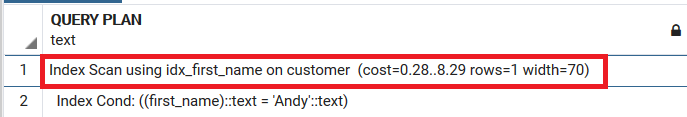 QUERY PLAN
text
1 Index Scan using idx_first_name on customer (cost=0.28..8.29 rows=1 width=70)
2 Index Cond: ((first_name)::text = 'Andy'::text)